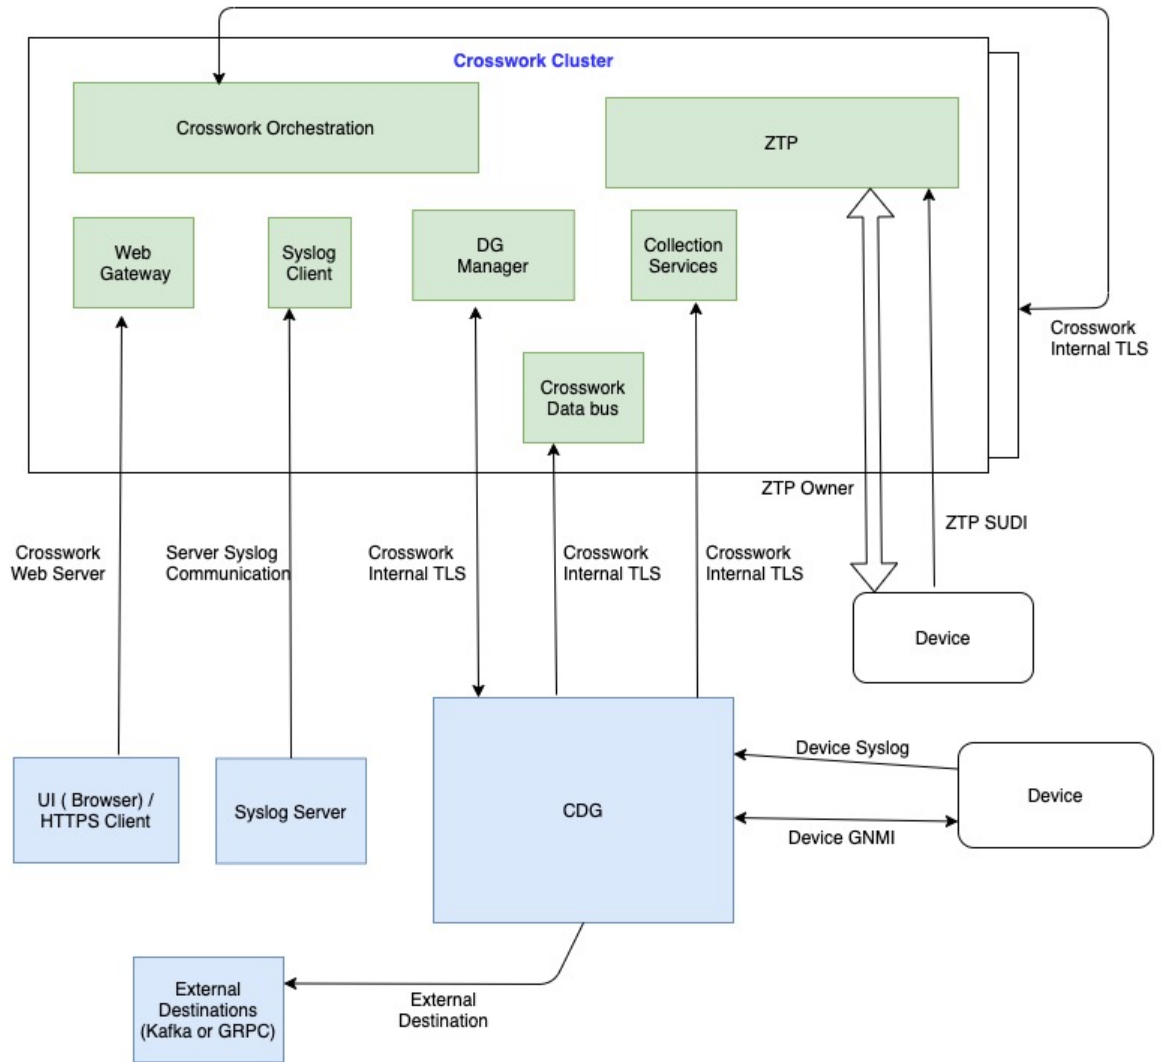 Crosswork Cluster
Crosswork Orchestration
ZTP
Web
Gateway
Syslog
Client
DG
Manager
Collection
Services
Crosswork
Internal TLS
Crosswork
Data bus
ZTP Owner
ZTP SUDI
Crosswork
Web Server
Server Syslog
Communication
Crosswork
Internal TLS
Crosswork
Internal TLS
Crosswork
Internal TLS
Device
UI ( Browser) /
HTTPS Client
Syslog Server
CDG
Device Syslog
Device
Device GNMI
External
Destinations
(Kafka or GRPC)
External
Destination